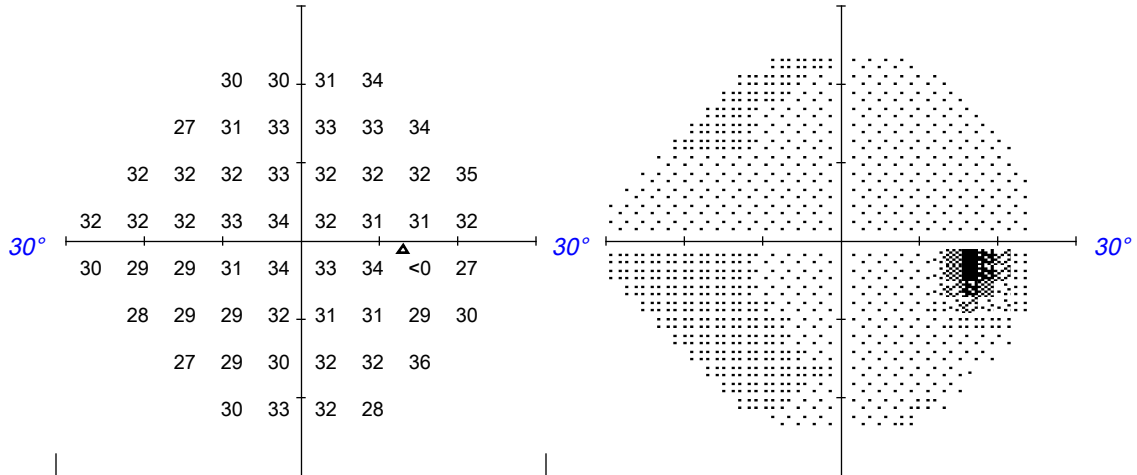 30 30 31 34
27 31 33 33 33 34
32 32 32 33 32 32 32 35
32 32 32 33 34 32 31 31 32
30° 30° 30°
30 29 29 31 34 33 34 <0 27
28 29 29 32 31 31 29 30
27 29 30 32 32 36
30 33 32 28